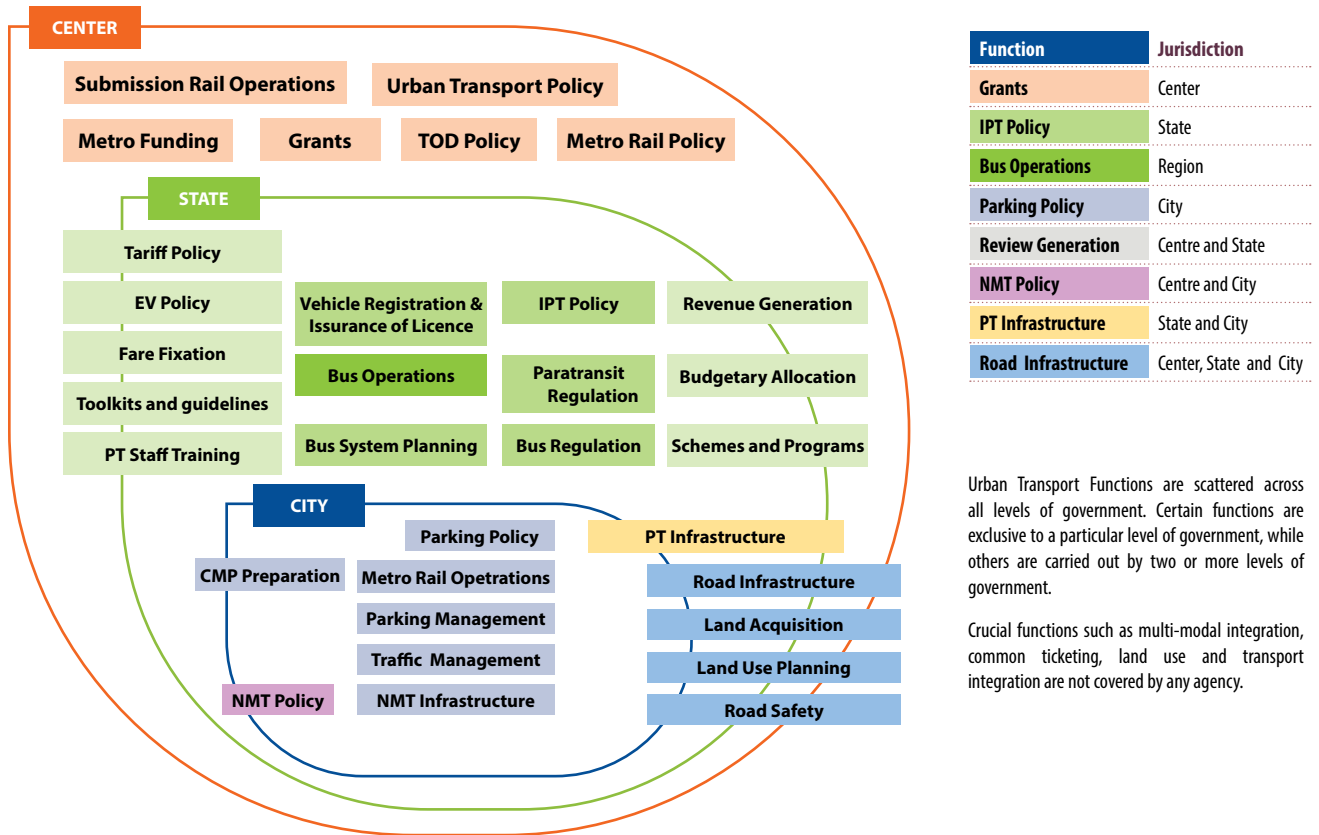 CENTER
Submission Rail Operations
Urban Transport Policy
Metro Funding
Grants
TOD Policy
Metro Rail Policy
STATE
Tariff Policy
EV Policy
Fare Fixation
Toolkits and guidelines
PT Staff Training
Vehicle Registration &
Issurance of Licence
Bus Operations
Bus System Planning
IPT Policy
Paratransit
Regulation
Bus Regulation
Revenue Generation
Budgetary Allocation
Schemes and Programs
CITY
CMP Preparation
NMT Policy
Parking Policy
Metro Rail Opetrations
Parking Management
Traffic Management
NMT Infrastructure
PT Infrastructure
Road Infrastructure
Land Acquisition
Land Use Planning
Road Safety
Function Jurisdiction
Grants Center
IPT Policy State
Bus Operations Region
Parking Policy City
Review Generation Centre and State
NMT Policy Centre and City
PT Infrastructure State and City
Road Infrastructure Center, State and City
Urban Transport Functions are scattered across
all levels of government. Certain functions are
exclusive to a particular level of government, while
others are carried out by two or more levels of
government.
Crucial functions such as multi-modal integration,
common ticketing, land use and transport
integration are not covered by any agency.